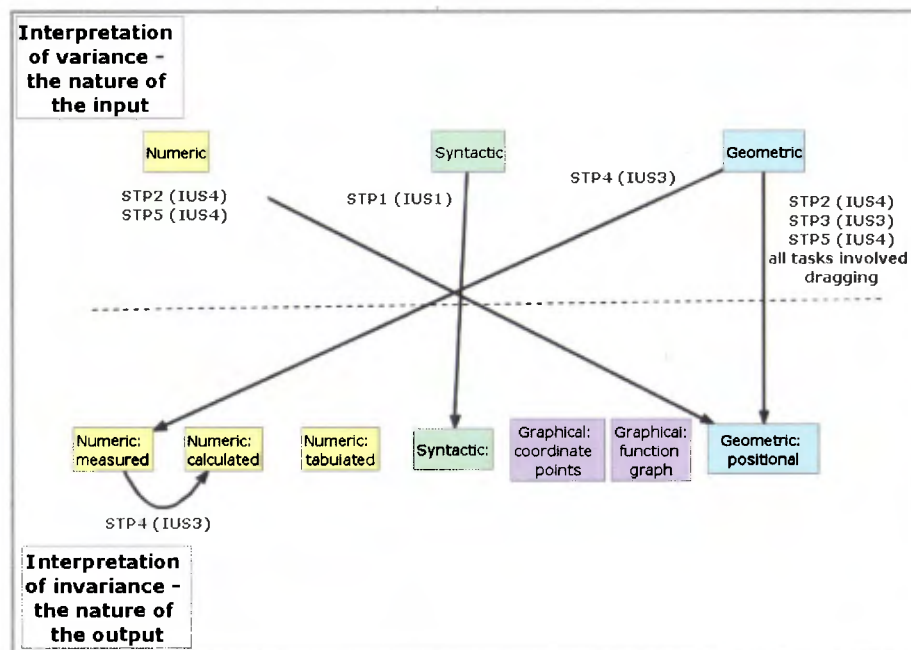 Interpretation
of variance -
the nature of
the input
Numeric
Syntactic
Geometric
STP2 (IUS4)
STP5 (IUS4)
STP1 (IUS1)
STP4 (IUS3)
STP2 (IUS4)
STP3 (IUS3)
STP5 (IUS4)
all tasks involved
dragging
Numeric:
measured
Numeric:
calculated
Numeric:
tabulated
Syntactic:
Graphical:
coordinate
points
Graphical:
function
graph
Geometric:
positional
STP4 (IUS3)
Interpretation
of invariance -
the nature of
the output